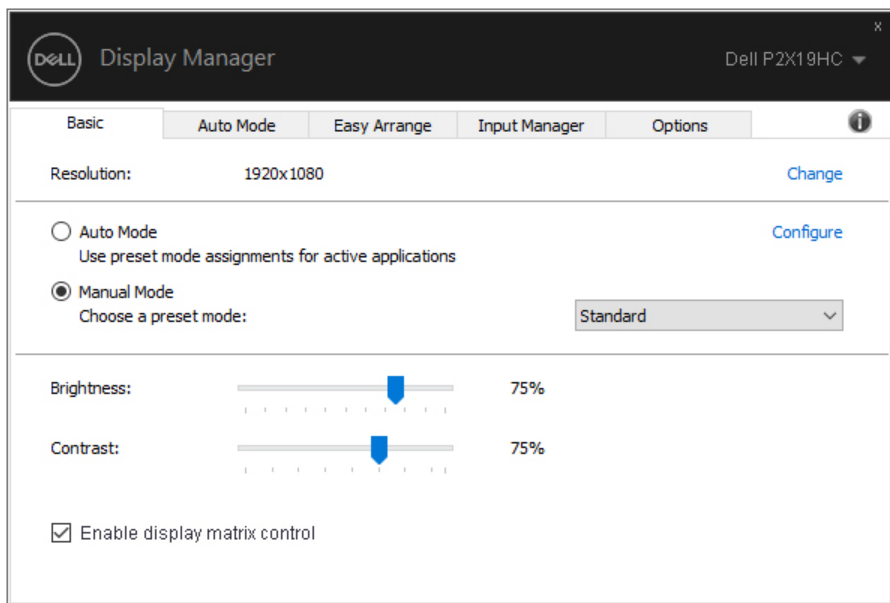 x
DELL Display Manager Dell P2X19HC
Basic Auto Mode Easy Arrange Input Manager Options i
Resolution: 1920x1080 Change
Auto Mode Configure
Use preset mode assignments for active applications
Manual Mode
Choose a preset mode: Standard
Brightness: 75%
Contrast: 75%
Enable display matrix control